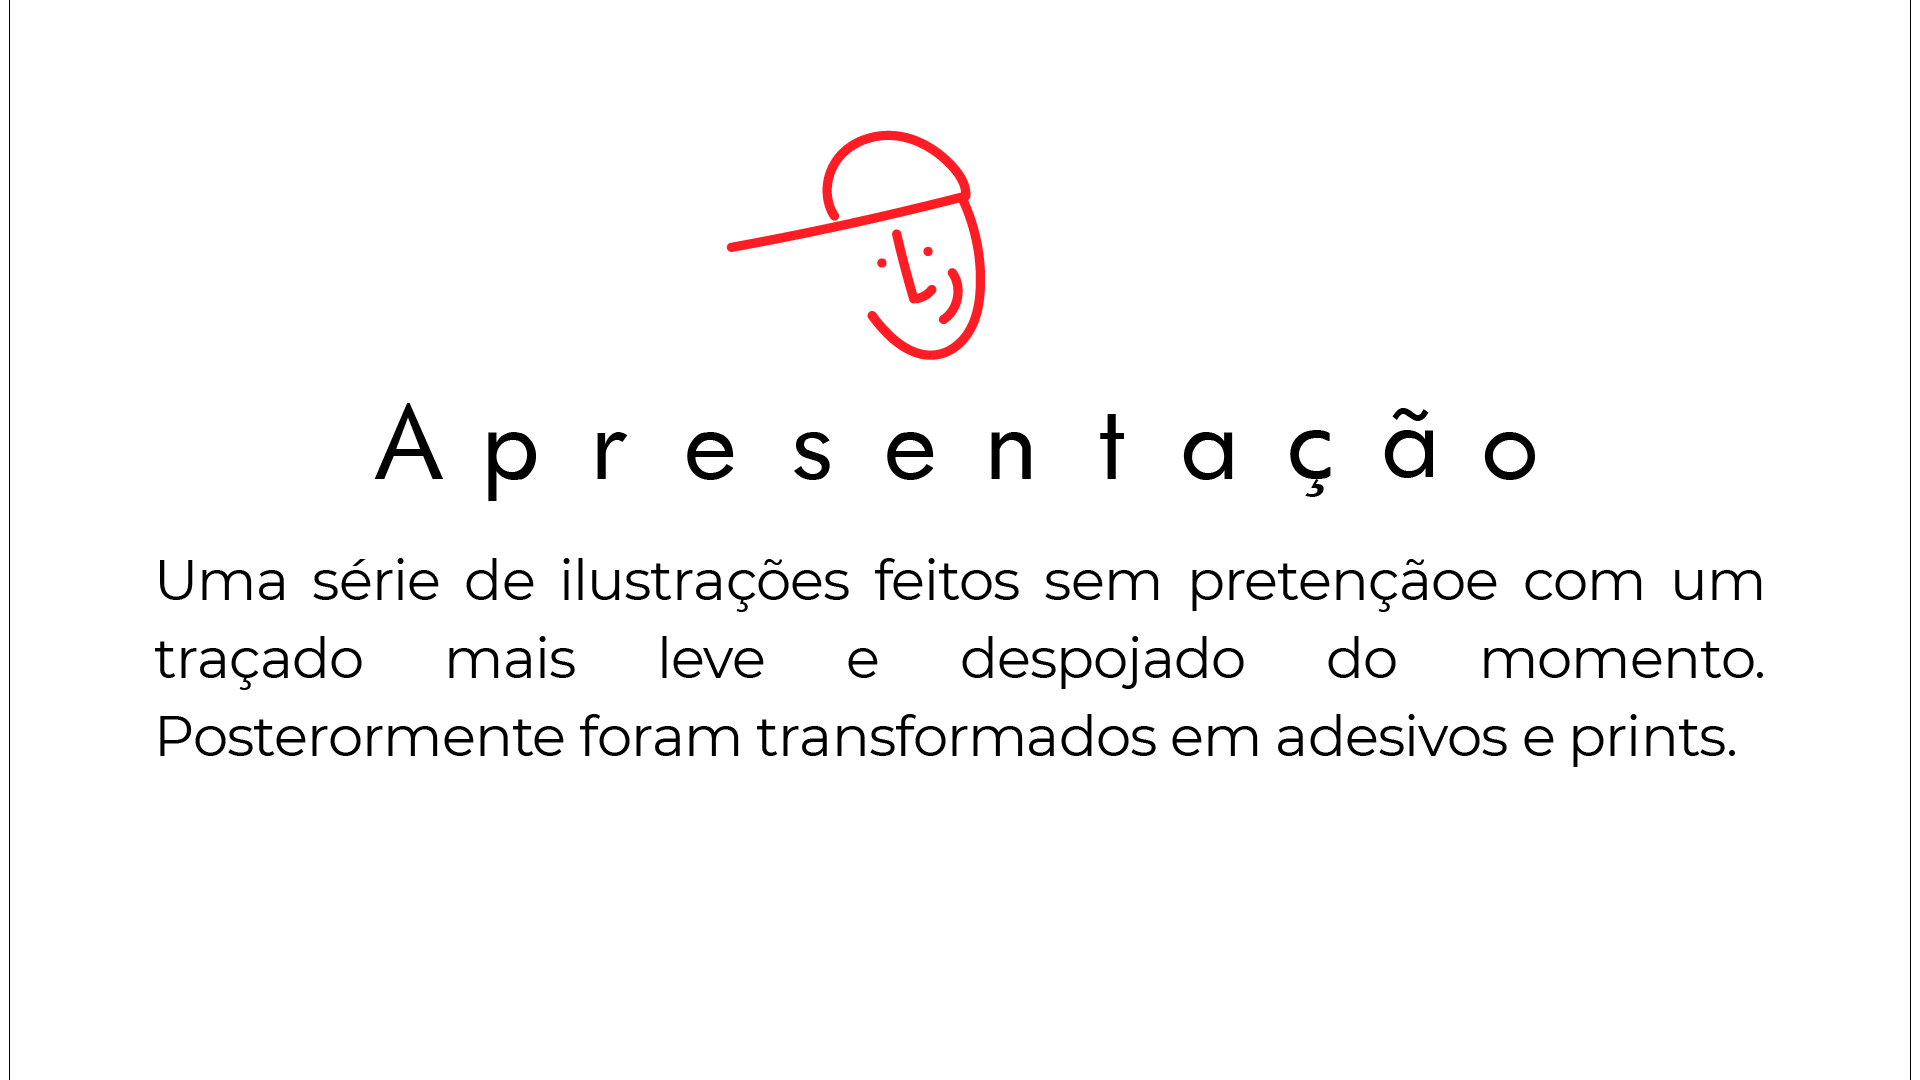 Apresentação
Uma série de ilustrações feitos sem pretençãoe com um
traçado mais leve e despojado do momento.
Posterormente foram transformados em adesivos e prints.